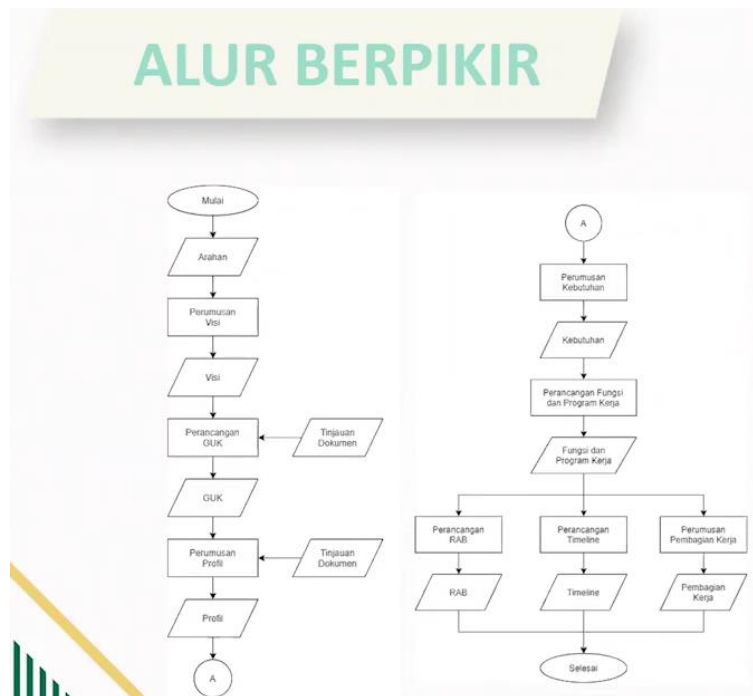 ALUR BERPIKIR
Mulai
Arahan
Perumusan
Visi
Visi
Perancangan
GUK
Tinjauan
Dokumen
GUK
Perumusan
Profil
Tinjauan
Dokumen
Profil
A
A
Perumusan
Kebutuhan
Kebutuhan
Perancangan Fungsi
dan Program Kerja
Fungsi dan
Program Kerja
Perancangan
RAB
Perancangan
Timeline
Perumusan
Pembagian Kerja
RAB
Timeline
Pembagian
Kerja
Selesai